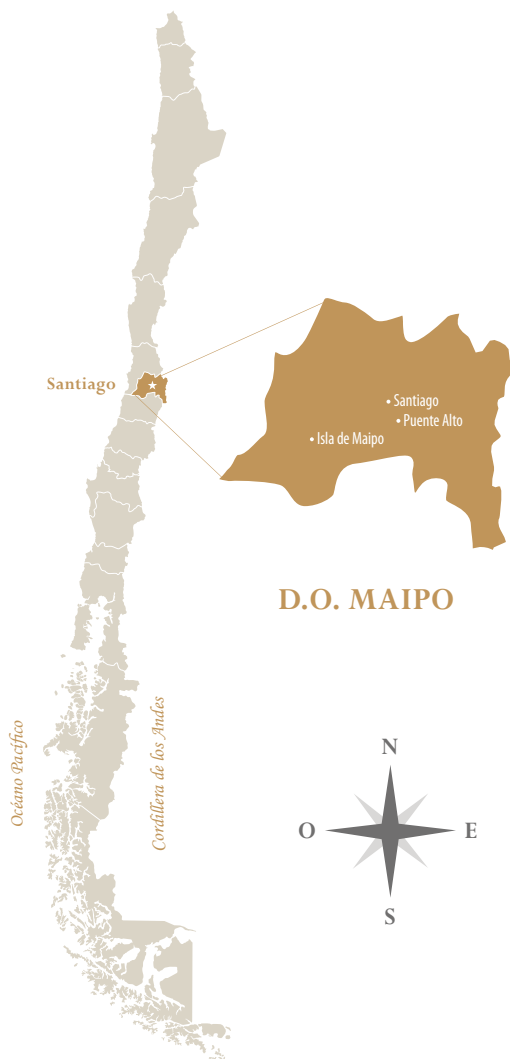 Santiago
• Santiago
• Puente Alto
• Isla de Maipo
D.O. MAIPO
Océano Pacífico
Cordillera de los Andes
N
O
E
S